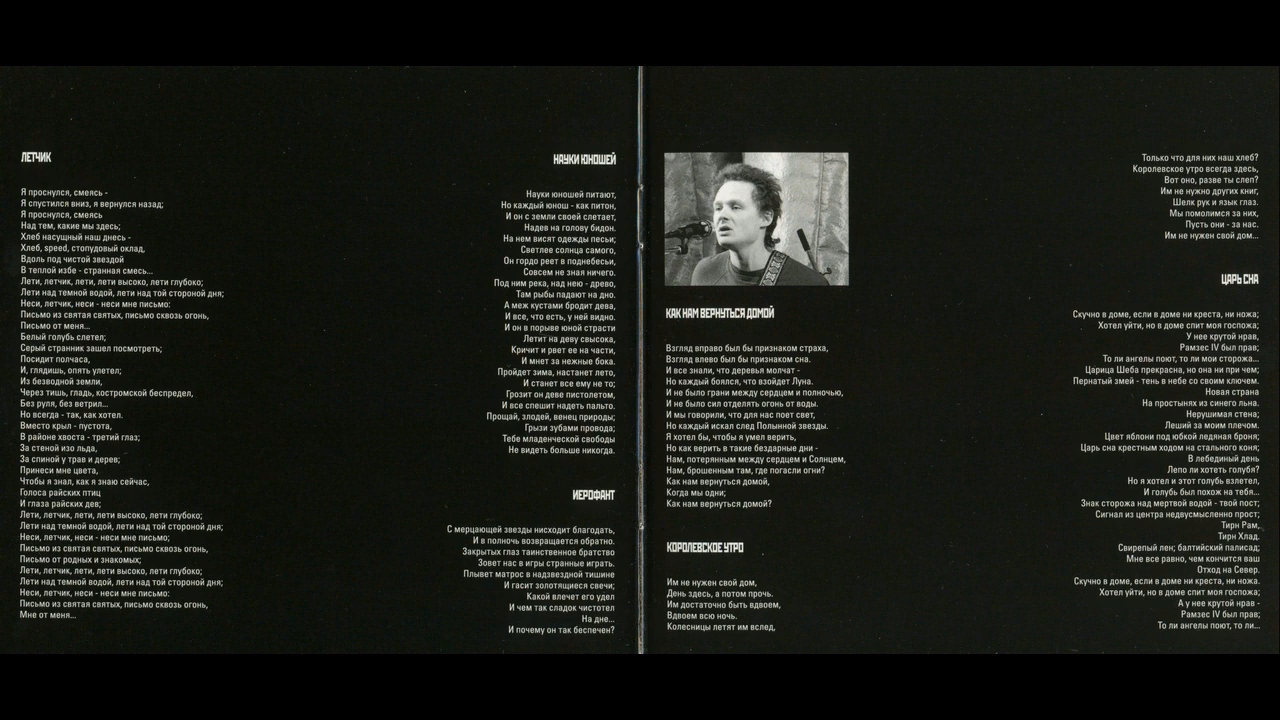 ЛЕТЧИК
Я проснулся, смеясь -
Я спустился вниз, я вернулся назад;
Я проснулся, смеясь
Над тем, какие мы здесь;
Хлеб насущный наш днесь -
Хлеб, speed, стопудовый оклад,
Вдоль под чистой звездой
В теплой избе - странная смесь...
Лети, летчик, лети, лети высоко, лети глубоко;
Лети над темной водой, лети над той стороной дня;
Неси, летчик, неси - неси мне письмо:
Письмо из святая святых, письмо сквозь огонь,
Письмо от меня...
Белый голубь слетел;
Серый странник зашел посмотреть;
Посидит полчаса,
И, глядишь, опять улетел;
Из безводной земли,
Через тишь, гладь, костромской беспредел,
Без руля, без ветрил...
Но всегда - так, как хотел.
Вместо крыл - пустота,
В районе хвоста - третий глаз;
За стеной изо льда,
За спиной у трав и дерев;
Принеси мне цвета,
Чтобы я знал, как я знаю сейчас,
Голоса райских птиц
И глаза райских дев;
Лети, летчик, лети, лети высоко, лети глубоко;
Лети над темной водой, лети над той стороной дня;
Неси, летчик, неси - неси мне письмо;
Письмо из святая святых, письмо сквозь огонь,
Письмо от родных и знакомых;
Лети, летчик, лети, лети высоко, лети глубоко;
Лети над темной водой, лети над той стороной дня;
Неси, летчик, неси - неси мне письмо:
Письмо из святая святых, письмо сквозь огонь,
Мне от меня...
НАУКИ ЮНОШЕЙ
Науки юношей питают,
Но каждый юнош - как питон,
И он с земли своей слетает,
Надев на голову бидон.
На нем висят одежды песьи;
Светлее солнца самого,
Он гордо реет в поднебесьи,
Совсем не зная ничего.
Под ним река, над нею - древо,
Там рыбы падают на дно.
А меж кустами бродит дева,
И все, что есть, у ней видно.
И он в порыве юной страсти
Летит на деву свысока,
Кричит и рвет ее на части,
И мнет за нежные бока.
Пройдет зима, настанет лето,
И станет все ему не то;
Грозит он деве пистолетом,
И все спешит надеть пальто.
Прощай, злодей, венец природы;
Грызи зубами провода;
Тебе младенческой свободы
Не видеть больше никогда.
ИЕРОФАНТ
С мерцающей звезды нисходит благодать,
И в полночь возвращается обратно.
Закрытых глаз таинственное братство
Зовет нас в игры странные играть.
Плывет матрос в надзвездной тишине
И гасит золотящиеся свечи;
Какой влечет его удел
И чем так сладок чистотел
На дне...
И почему он так беспечен?
КАК НАМ ВЕРНУТЬСЯ ДОМОЙ
Взгляд вправо был бы признаком страха,
Взгляд влево был бы признаком сна.
И все знали, что деревья молчат -
Но каждый боялся, что взойдет Луна.
И не было грани между сердцем и полночью,
И не было сил отделять огонь от воды.
И мы говорили, что для нас поет свет,
Но каждый искал след Полынной звезды.
Я хотел бы, чтобы я умел верить,
Но как верить в такие бездарные дни -
Нам, потерянным между сердцем и Солнцем,
Нам, брошенным там, где погасли огни?
Как нам вернуться домой,
Когда мы одни;
Как нам вернуться домой?
КОРОЛЕВСКОЕ УТРО
Им не нужен свой дом,
День здесь, а потом прочь.
Им достаточно быть вдвоем,
Вдвоем всю ночь.
Колесницы летят им вслед,
Только что для них наш хлеб?
Королевское утро всегда здесь,
Вот оно, разве ты слеп?
Им не нужно других книг,
Шелк рук и язык глаз.
Мы помолимся за них,
Пусть они - за нас.
Им не нужен свой дом...
ЦАРЬ СНА
Скучно в доме, если в доме ни креста, ни ножа;
Хотел уйти, но в доме спит моя госпожа;
У нее крутой нрав,
Рамзес IV был прав;
То ли ангелы поют, то ли мои сторожа...
Царица Шеба прекрасна, но она ни при чем;
Пернатый змей - тень в небе со своим ключем.
Новая страна
На простынях из синего льна.
Нерушимая стена;
Леший за моим плечом.
Цвет яблони под юбкой ледяная броня;
Царь сна крестным ходом на стального коня;
В лебединый день
Лепо ли хотеть голубя?
Но я хотел и этот голубь взлетел,
И голубь был похож на тебя...
Знак сторожа над мертвой водой - твой пост;
Сигнал из центра недвусмысленно прост;
Тирн Рам,
Тирн Хлад.
Свирепый лен; балтийский палисад;
Мне все равно, чем кончится ваш
Отход на Север.
Скучно в доме, если в доме ни креста, ни ножа.
Хотел уйти, но в доме спит моя госпожа;
А у нее крутой нрав -
Рамзес IV был прав;
То ли ангелы поют, то ли...